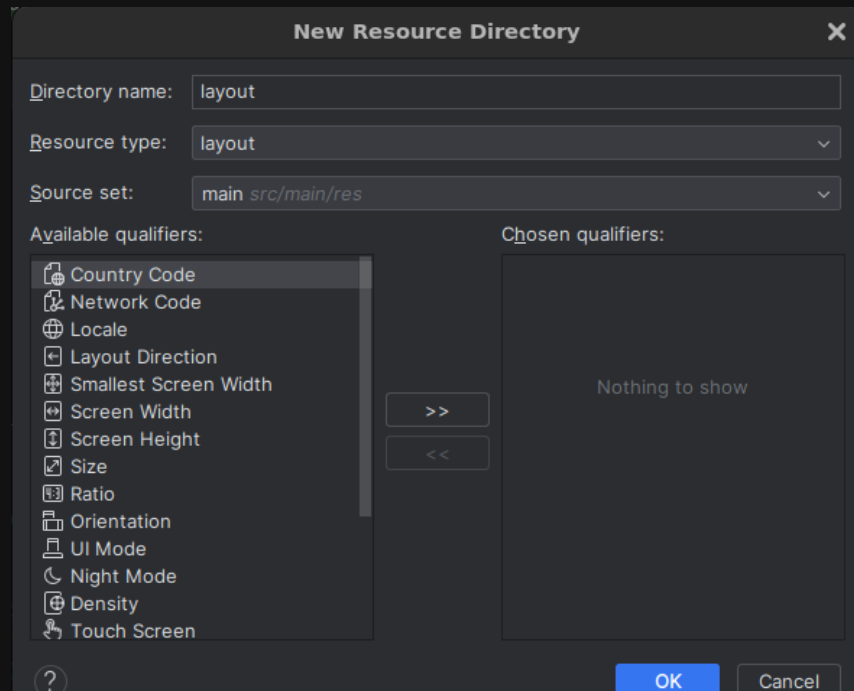 New Resource Directory
Directory name: layout
Resource type: layout
Source set: main src/main/res
Available qualifiers:
Country Code
Network Code
Locale
Layout Direction
Smallest Screen Width
Screen Width
Screen Height
Size
Ratio
Orientation
UI Mode
Night Mode
Density
Touch Screen
>>
<<
Chosen qualifiers:
Nothing to show
?
OK
Cancel